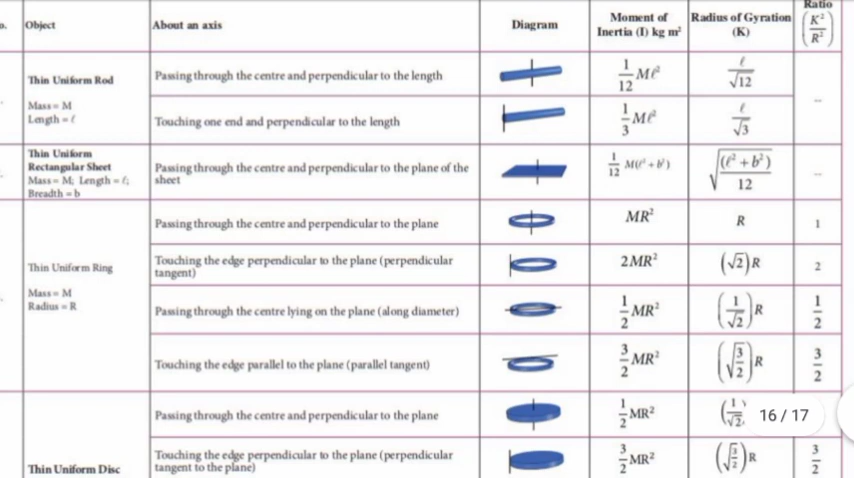 o. Object About an axis Diagram Moment of Inertia (I) kg m² Radius of Gyration (K) Ratio (K²/R²)
Thin Uniform Rod
Mass = M
Length = ℓ
Passing through the centre and perpendicular to the length 1/12 Mℓ² ℓ/√12 --
Touching one end and perpendicular to the length 1/3 Mℓ² ℓ/√3
Thin Uniform
Rectangular Sheet
Mass = M; Length = ℓ;
Breadth = b
Passing through the centre and perpendicular to the plane of the
sheet
1/12 M(ℓ² + b²) √((ℓ² + b²)/12) --
Thin Uniform Ring
Mass = M
Radius = R
Passing through the centre and perpendicular to the plane MR² R 1
Touching the edge perpendicular to the plane (perpendicular
tangent)
2MR² (√2)R 2
Passing through the centre lying on the plane (along diameter) 1/2 MR² (1/√2)R 1/2
Touching the edge parallel to the plane (parallel tangent) 3/2 MR² (√(3/2))R 3/2
Thin Uniform Disc
Passing through the centre and perpendicular to the plane 1/2 MR² (1/√2) 16 / 17
Touching the edge perpendicular to the plane (perpendicular
tangent to the plane)
3/2 MR² (√(3/2))R 3/2